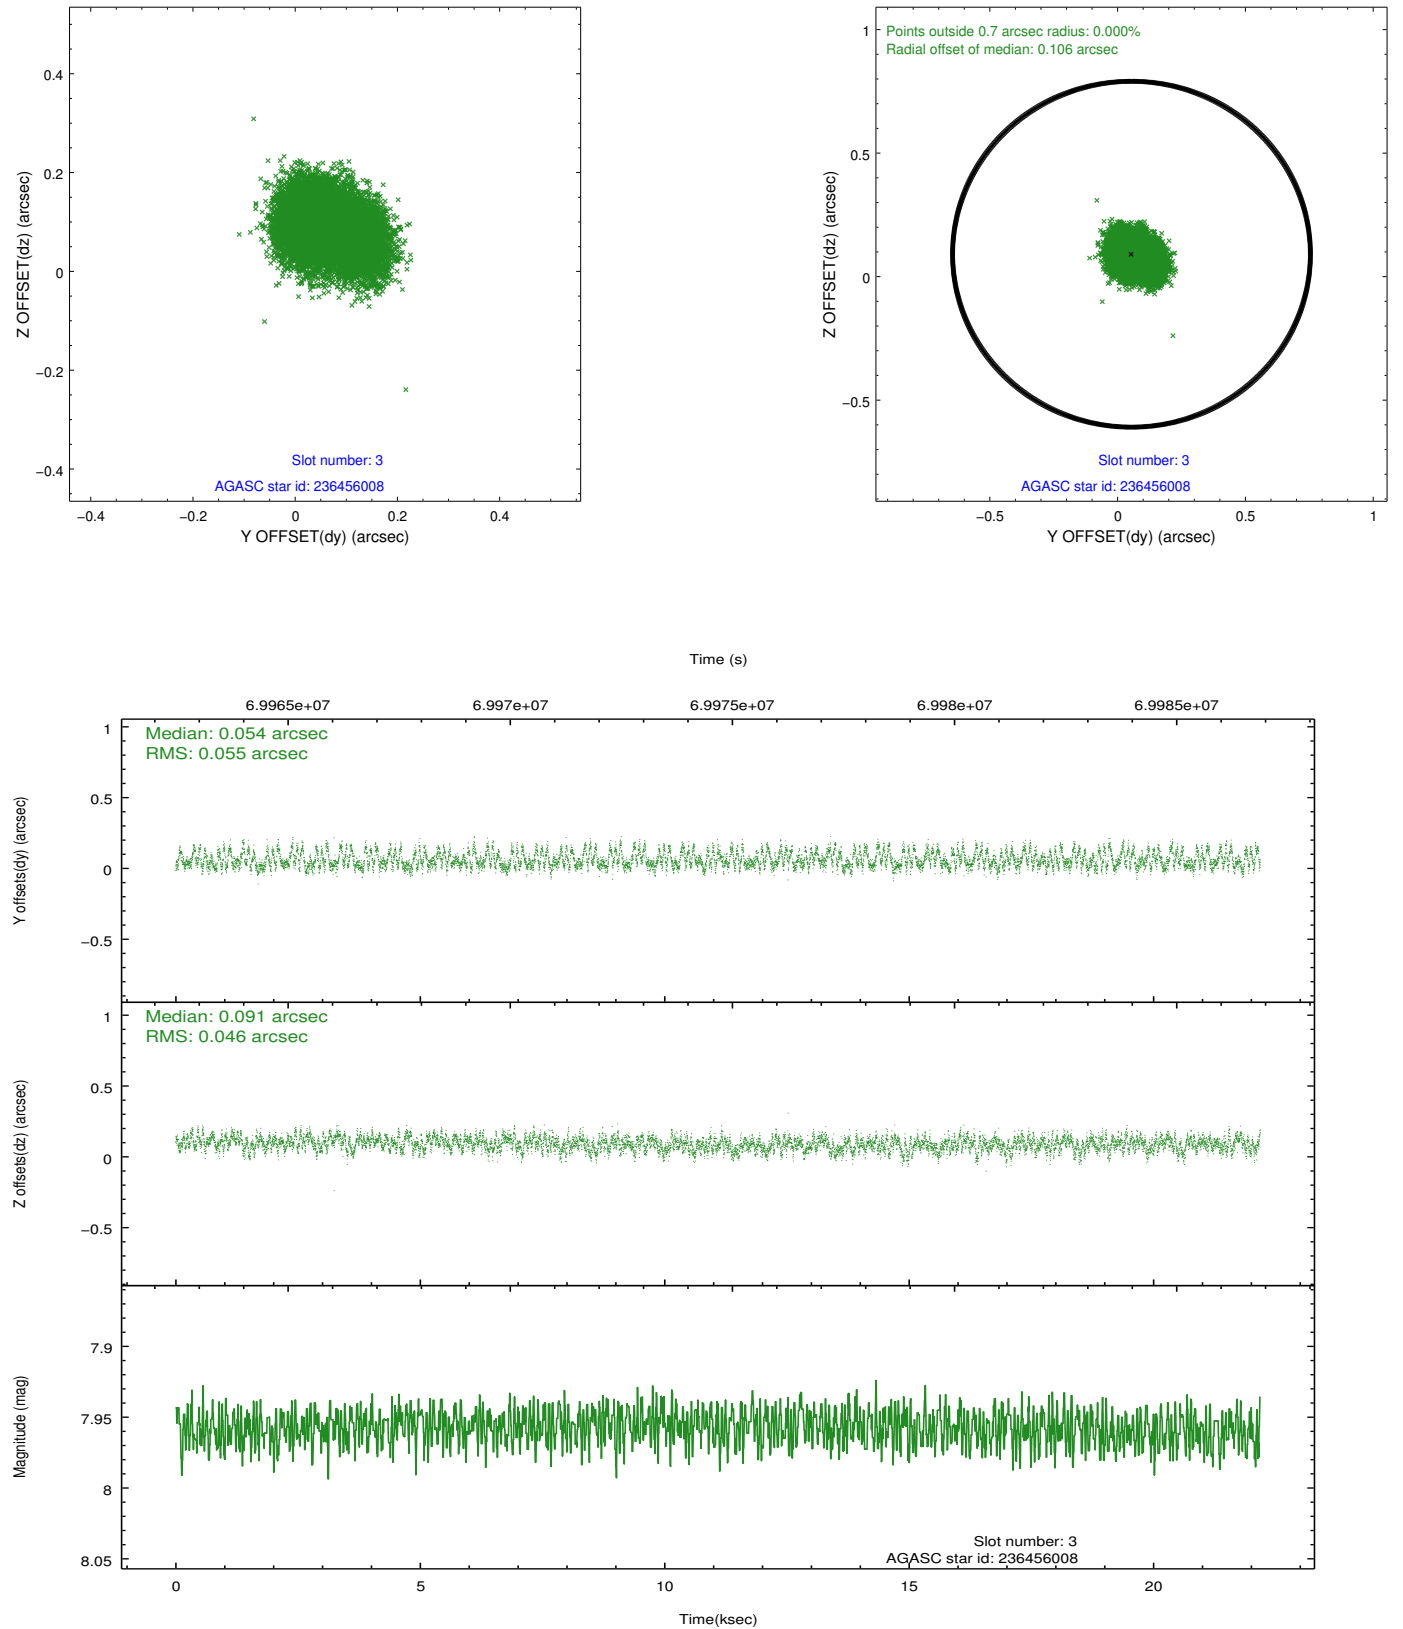 0.4
0.2
0
−0.2
−0.4
Z OFFSET(dz) (arcsec)
Slot number: 3
AGASC star id: 236456008
−0.4
−0.2
0
0.2
0.4
Y OFFSET(dy) (arcsec)
Points outside 0.7 arcsec radius: 0.000%
Radial offset of median: 0.106 arcsec
1
0.5
0
−0.5
Z OFFSET(dz) (arcsec)
Slot number: 3
AGASC star id: 236456008
−0.5
0
0.5
1
Y OFFSET(dy) (arcsec)
Time (s)
6.9965e+07
6.997e+07
6.9975e+07
6.998e+07
6.9985e+07
Median: 0.054 arcsec
RMS: 0.055 arcsec
1
0.5
0
−0.5
Y offsets(dy) (arcsec)
Median: 0.091 arcsec
RMS: 0.046 arcsec
1
0.5
0
−0.5
Z offsets(dz) (arcsec)
7.9
7.95
8
8.05
Magnitude (mag)
Slot number: 3
AGASC star id: 236456008
0
5
10
15
20
Time(ksec)